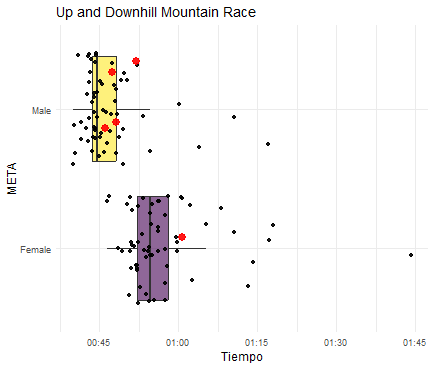 Up and Downhill Mountain Race
META
Male
Female
00:45
01:00
01:15
01:30
01:45
Tiempo